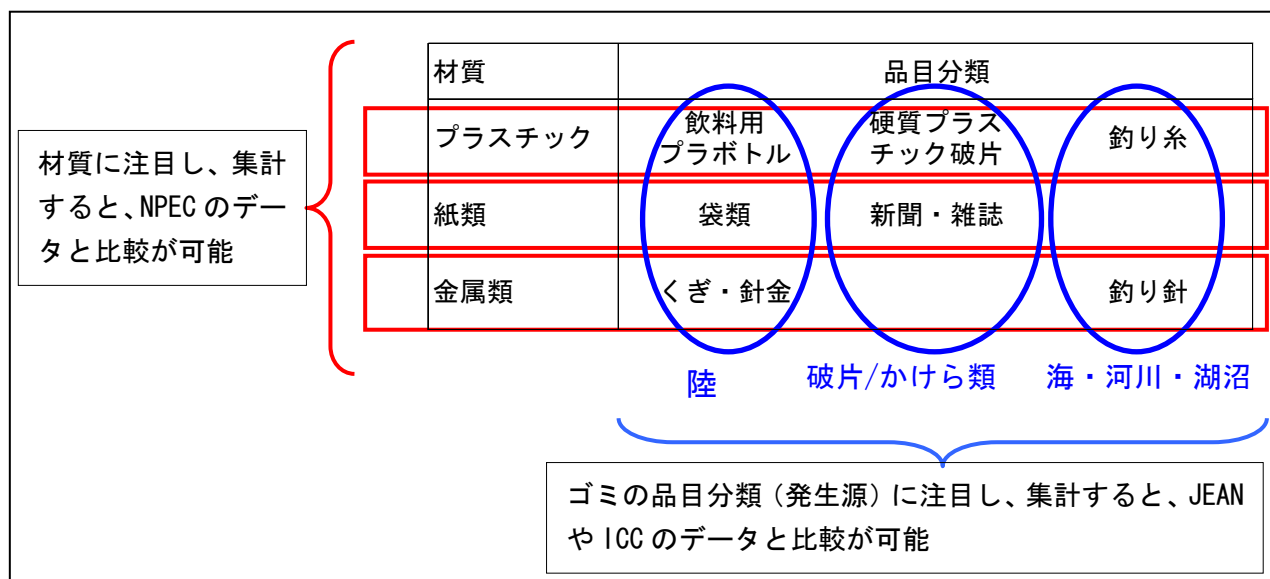 材質 品目分類
プラスチック 飲料用 硬質プラス 釣り糸
プラボトル チック破片
紙類 袋類 新聞・雑誌
金属類 くぎ・針金 釣り針
材質に注目し、集計
すると、NPECのデー
タと比較が可能
陸 破片/かけら類 海・河川・湖沼
ゴミの品目分類(発生源)に注目し、集計すると、JEAN
やICCのデータと比較が可能